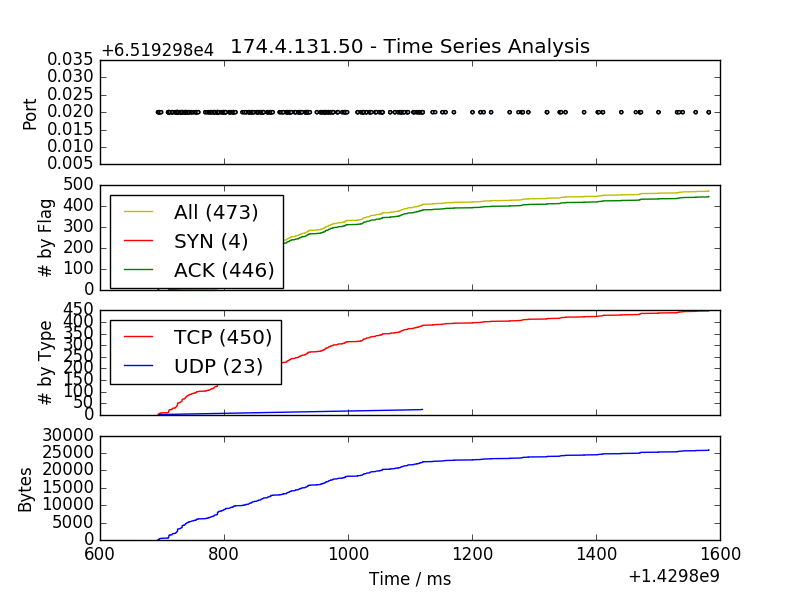 174.4.131.50 - Time Series Analysis
+6.519298e4
0.035
0.030
0.025
0.020
0.015
0.010
0.005
Port
500
400
300
200
100
0
# by Flag
All (473)
SYN (4)
ACK (446)
450
400
350
300
250
200
150
100
50
0
# by Type
TCP (450)
UDP (23)
30000
25000
20000
15000
10000
5000
0
Bytes
600
800
1000
1200
1400
1600
Time / ms
+1.4298e9